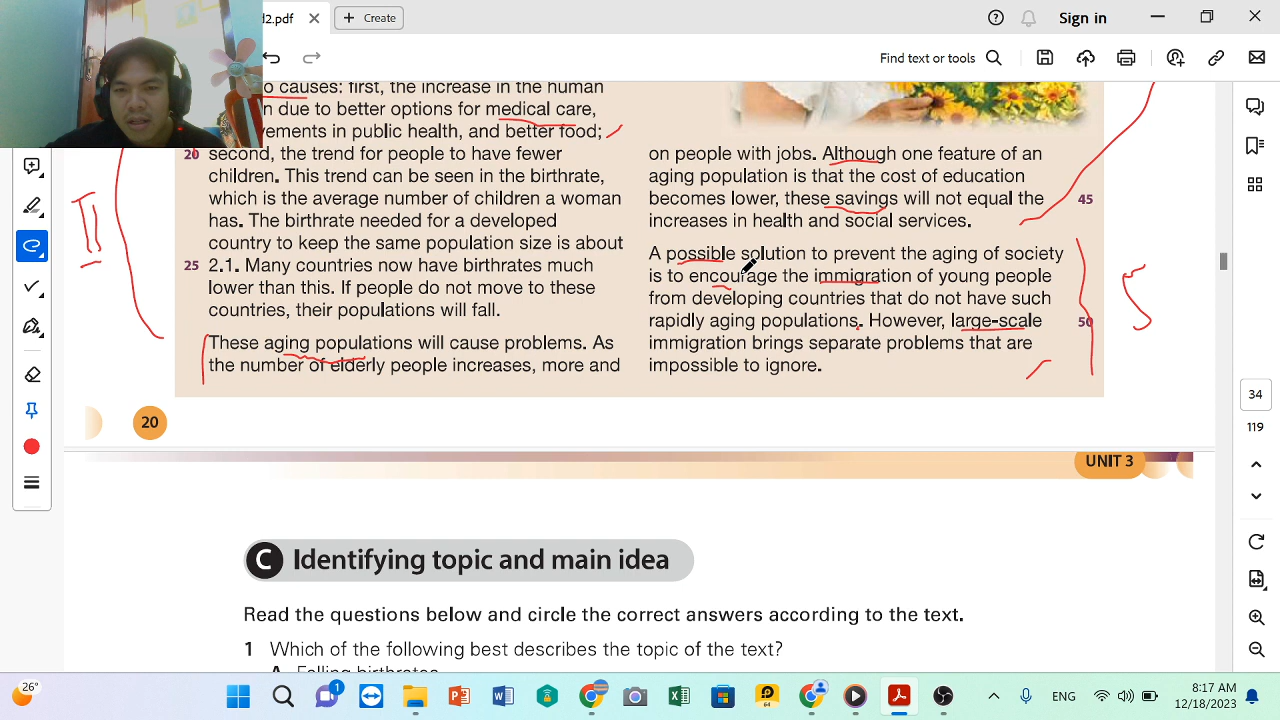 d2.pdf
Create
Sign in
Find text or tools
o causes: first, the increase in the human
n due to better options for medical care,
vements in public health, and better food;
20 second, the trend for people to have fewer
children. This trend can be seen in the birthrate,
which is the average number of children a woman
has. The birthrate needed for a developed
country to keep the same population size is about
25 2.1. Many countries now have birthrates much
lower than this. If people do not move to these
countries, their populations will fall.
These aging populations will cause problems. As
the number of elderly people increases, more and
on people with jobs. Although one feature of an
aging population is that the cost of education
becomes lower, these savings will not equal the 45
increases in health and social services.
A possible solution to prevent the aging of society
is to encourage the immigration of young people
from developing countries that do not have such
rapidly aging populations. However, large-scale 50
immigration brings separate problems that are
impossible to ignore.
II
5
20
34
119
UNIT 3
C Identifying topic and main idea
Read the questions below and circle the correct answers according to the text.
1 Which of the following best describes the topic of the text?
A Falling birthrates
26°
1
64
ENG
8:17 AM
12/18/2023